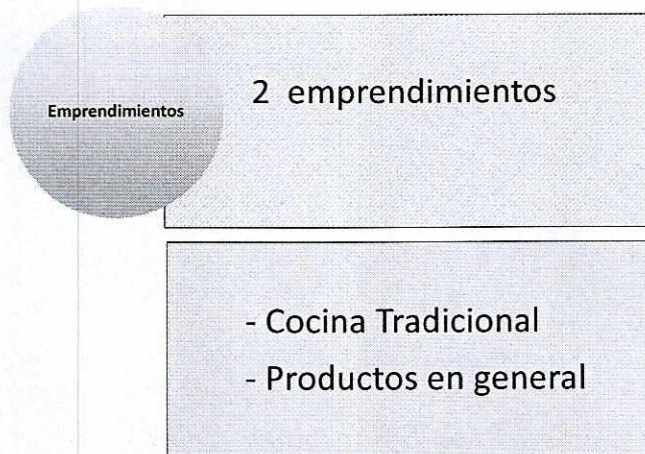 Emprendimientos
2 emprendimientos
- Cocina Tradicional
- Productos en general